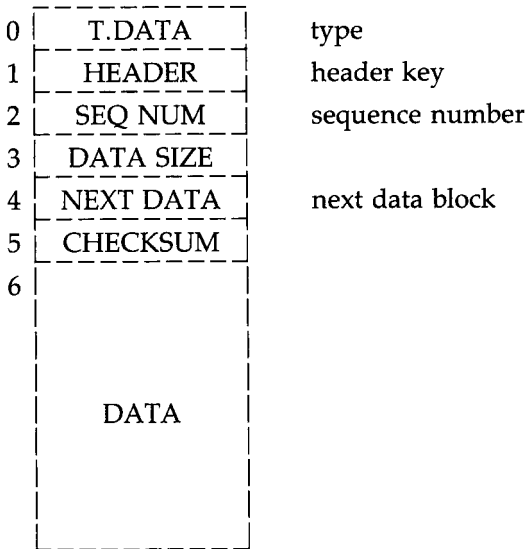 0 T.DATA type
1 HEADER header key
2 SEQ NUM sequence number
3 DATA SIZE
4 NEXT DATA next data block
5 CHECKSUM
6
DATA